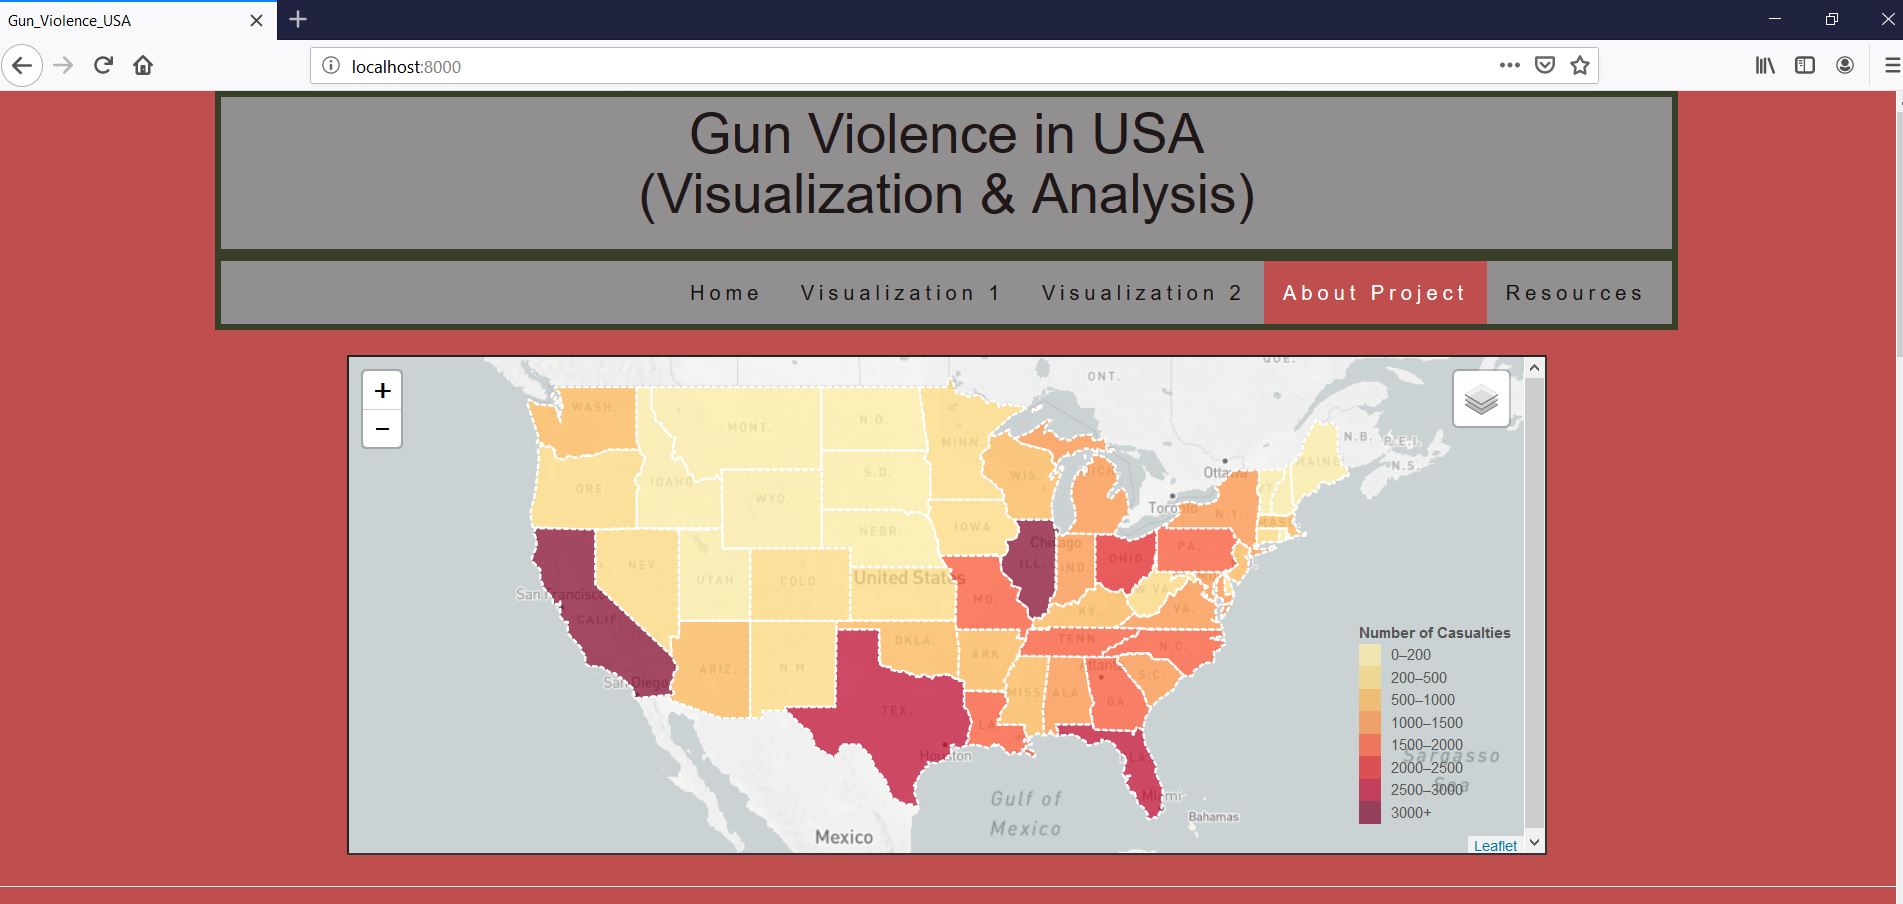 Gun_Violence_USA
localhost:8000
Gun Violence in USA
(Visualization & Analysis)
Home Visualization 1 Visualization 2 About Project Resources
+
−
QUE.
ONT.
WASH.
MONT.
N.D.
MINN.
N.B.
P.E.I.
N.S.
MAINE
Ottawa
ORE.
IDAHO
S.D.
WIS.
MICH
WYO.
Toronto
N.Y.
VT.
MASS
IOWA
NEBR.
Chicago
PA.
OHIO
ILL.
IND.
NEV.
UTAH
COLO.
United States
San Francisco
CALIF.
MO.
W.VA
KY.
VA.
OKLA.
TENN.
N.C.
ARIZ.
N.M.
ARK.
Atlanta
S.C.
San Diego
MISS
ALA.
GA.
TEX.
LA.
Houston
Miami
Gulf of
Mexico
Bahamas
Mexico
Sargasso
Sea
Number of Casualties
0–200
200–500
500–1000
1000–1500
1500–2000
2000–2500
2500–3000
3000+
Leaflet